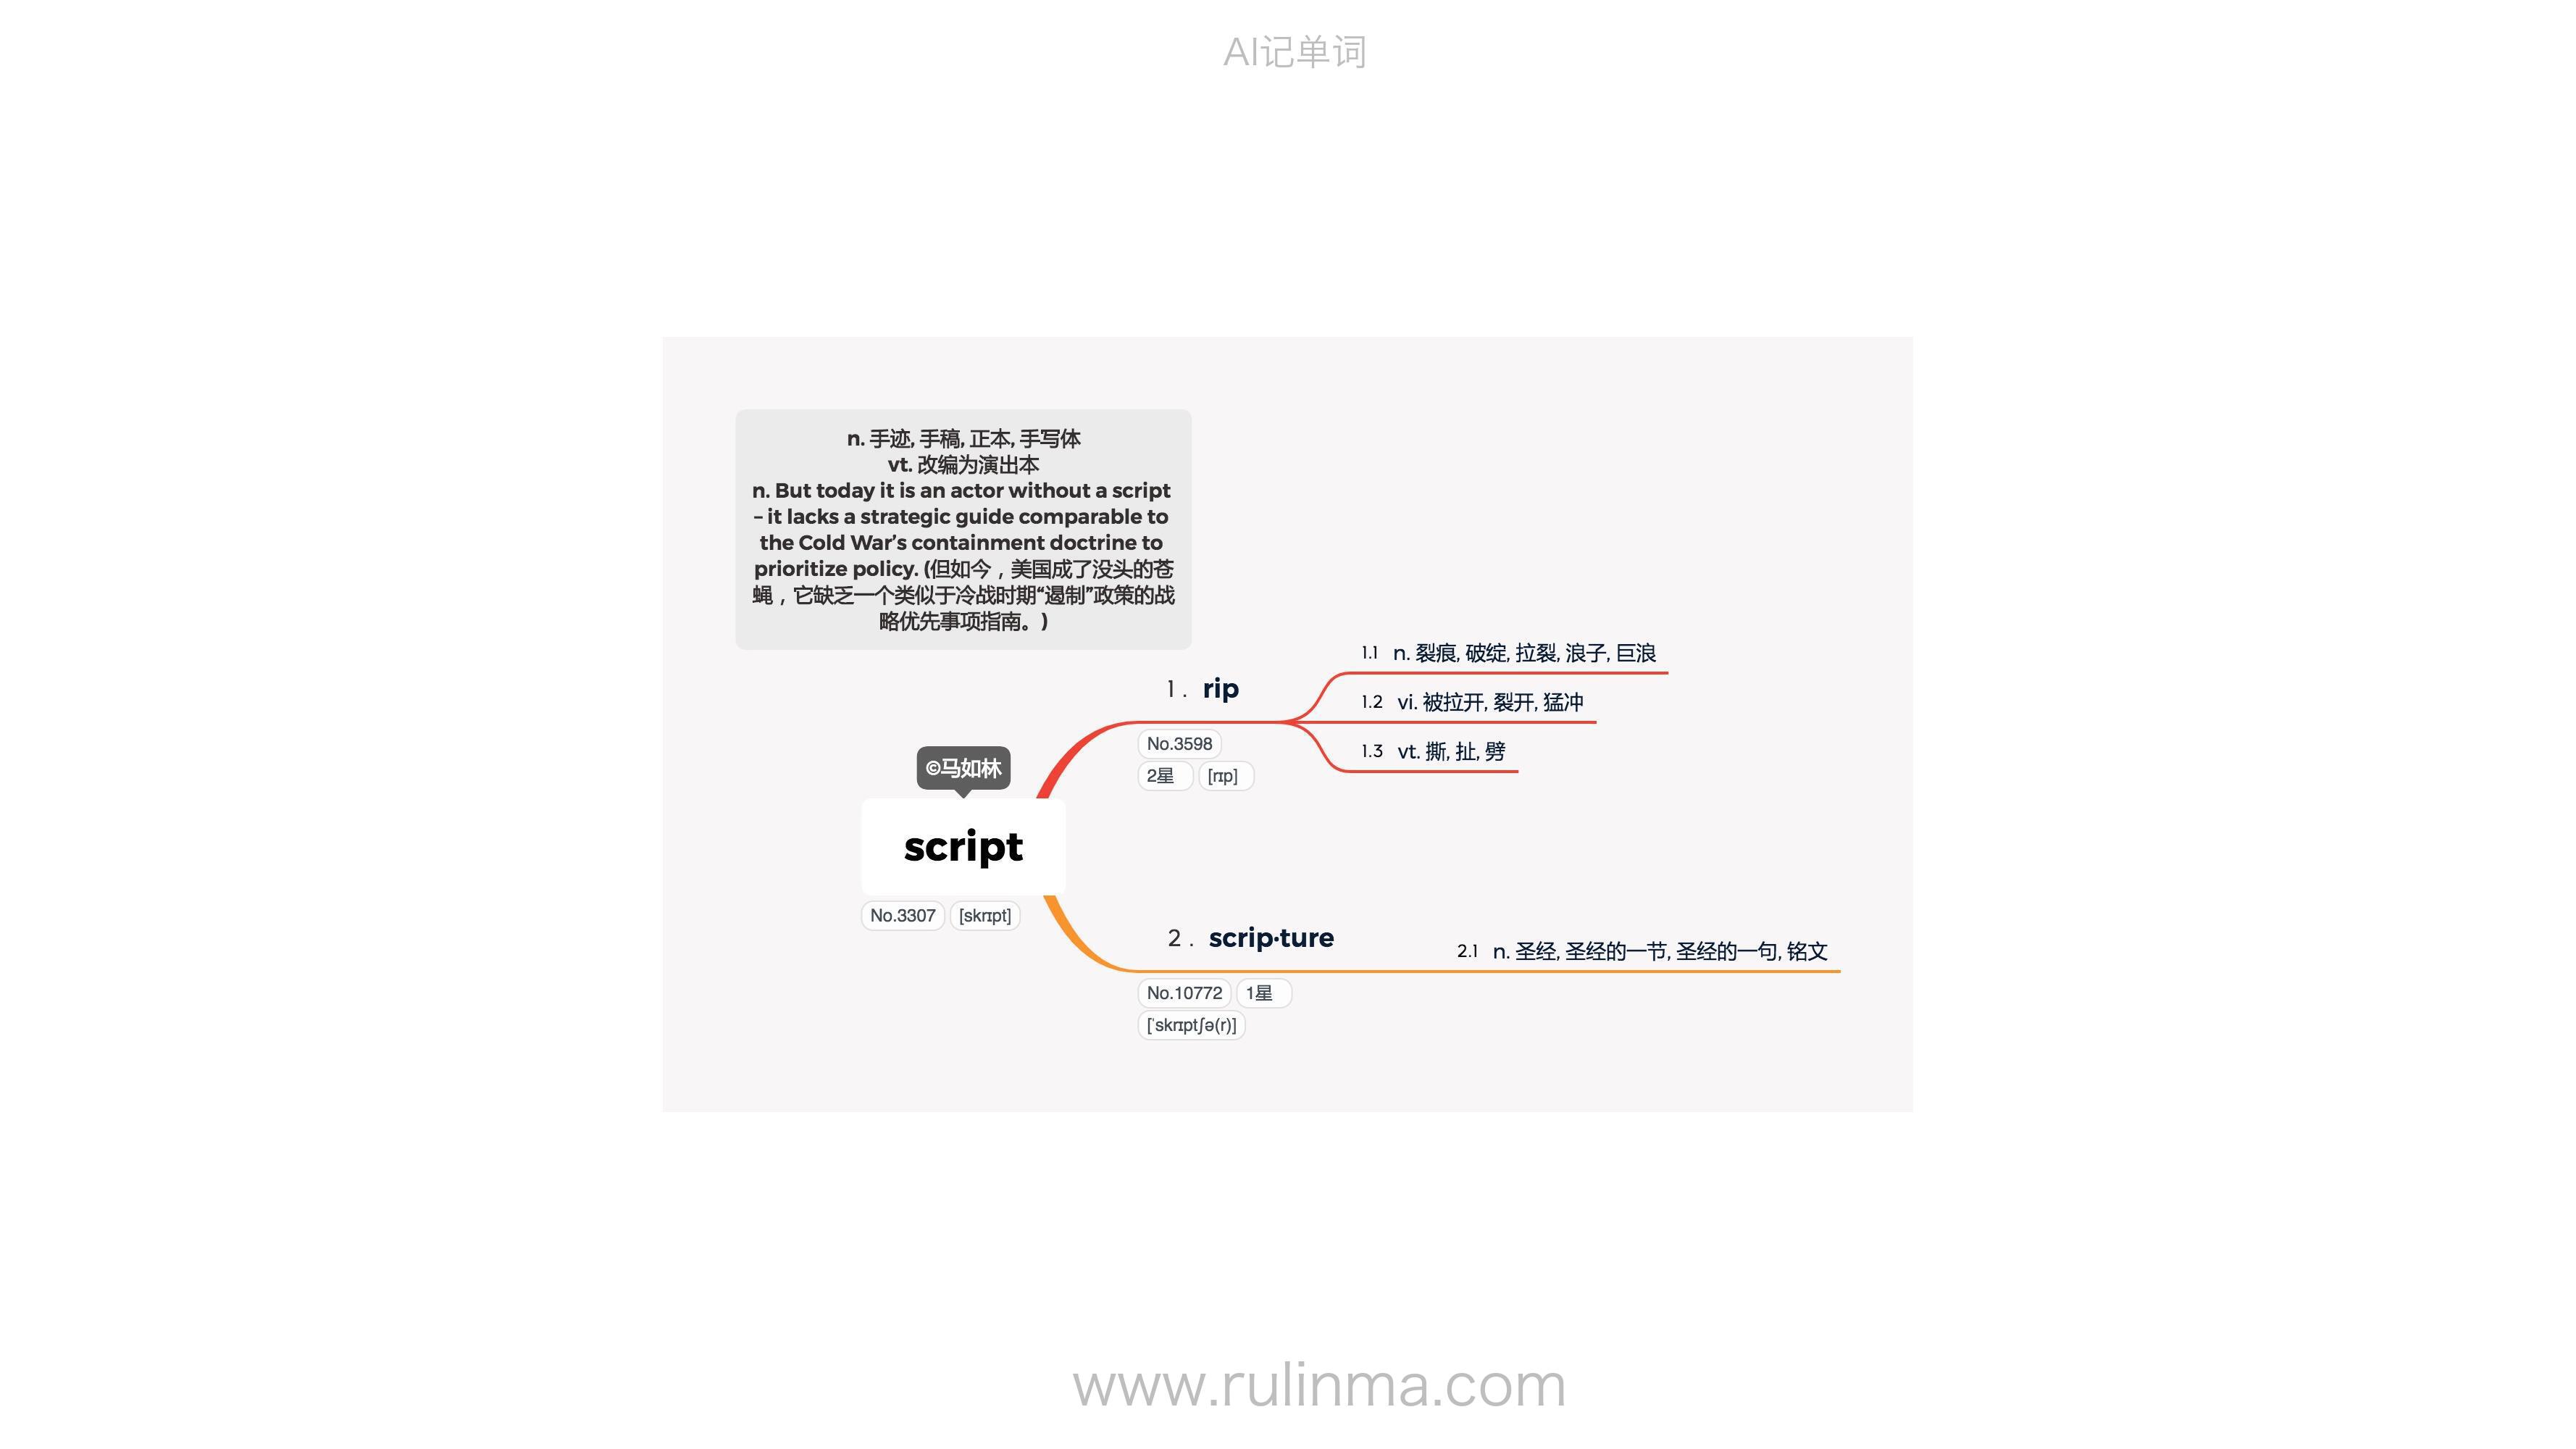 AI记单词
n. 手迹, 手稿, 正本, 手写体
vt. 改编为演出本
n. But today it is an actor without a script
– it lacks a strategic guide comparable to
the Cold War’s containment doctrine to
prioritize policy. (但如今，美国成了没头的苍
蝇，它缺乏一个类似于冷战时期“遏制”政策的战
略优先事项指南。)
1. rip
No.3598
2星 [rɪp]
1.1 n. 裂痕, 破绽, 拉裂, 浪子, 巨浪
1.2 vi. 被拉开, 裂开, 猛冲
1.3 vt. 撕, 扯, 劈
©马如林
script
No.3307 [skrɪpt]
2. scrip·ture
No.10772 1星
[ˈskrɪptʃə(r)]
2.1 n. 圣经, 圣经的一节, 圣经的一句, 铭文
www.rulinma.com